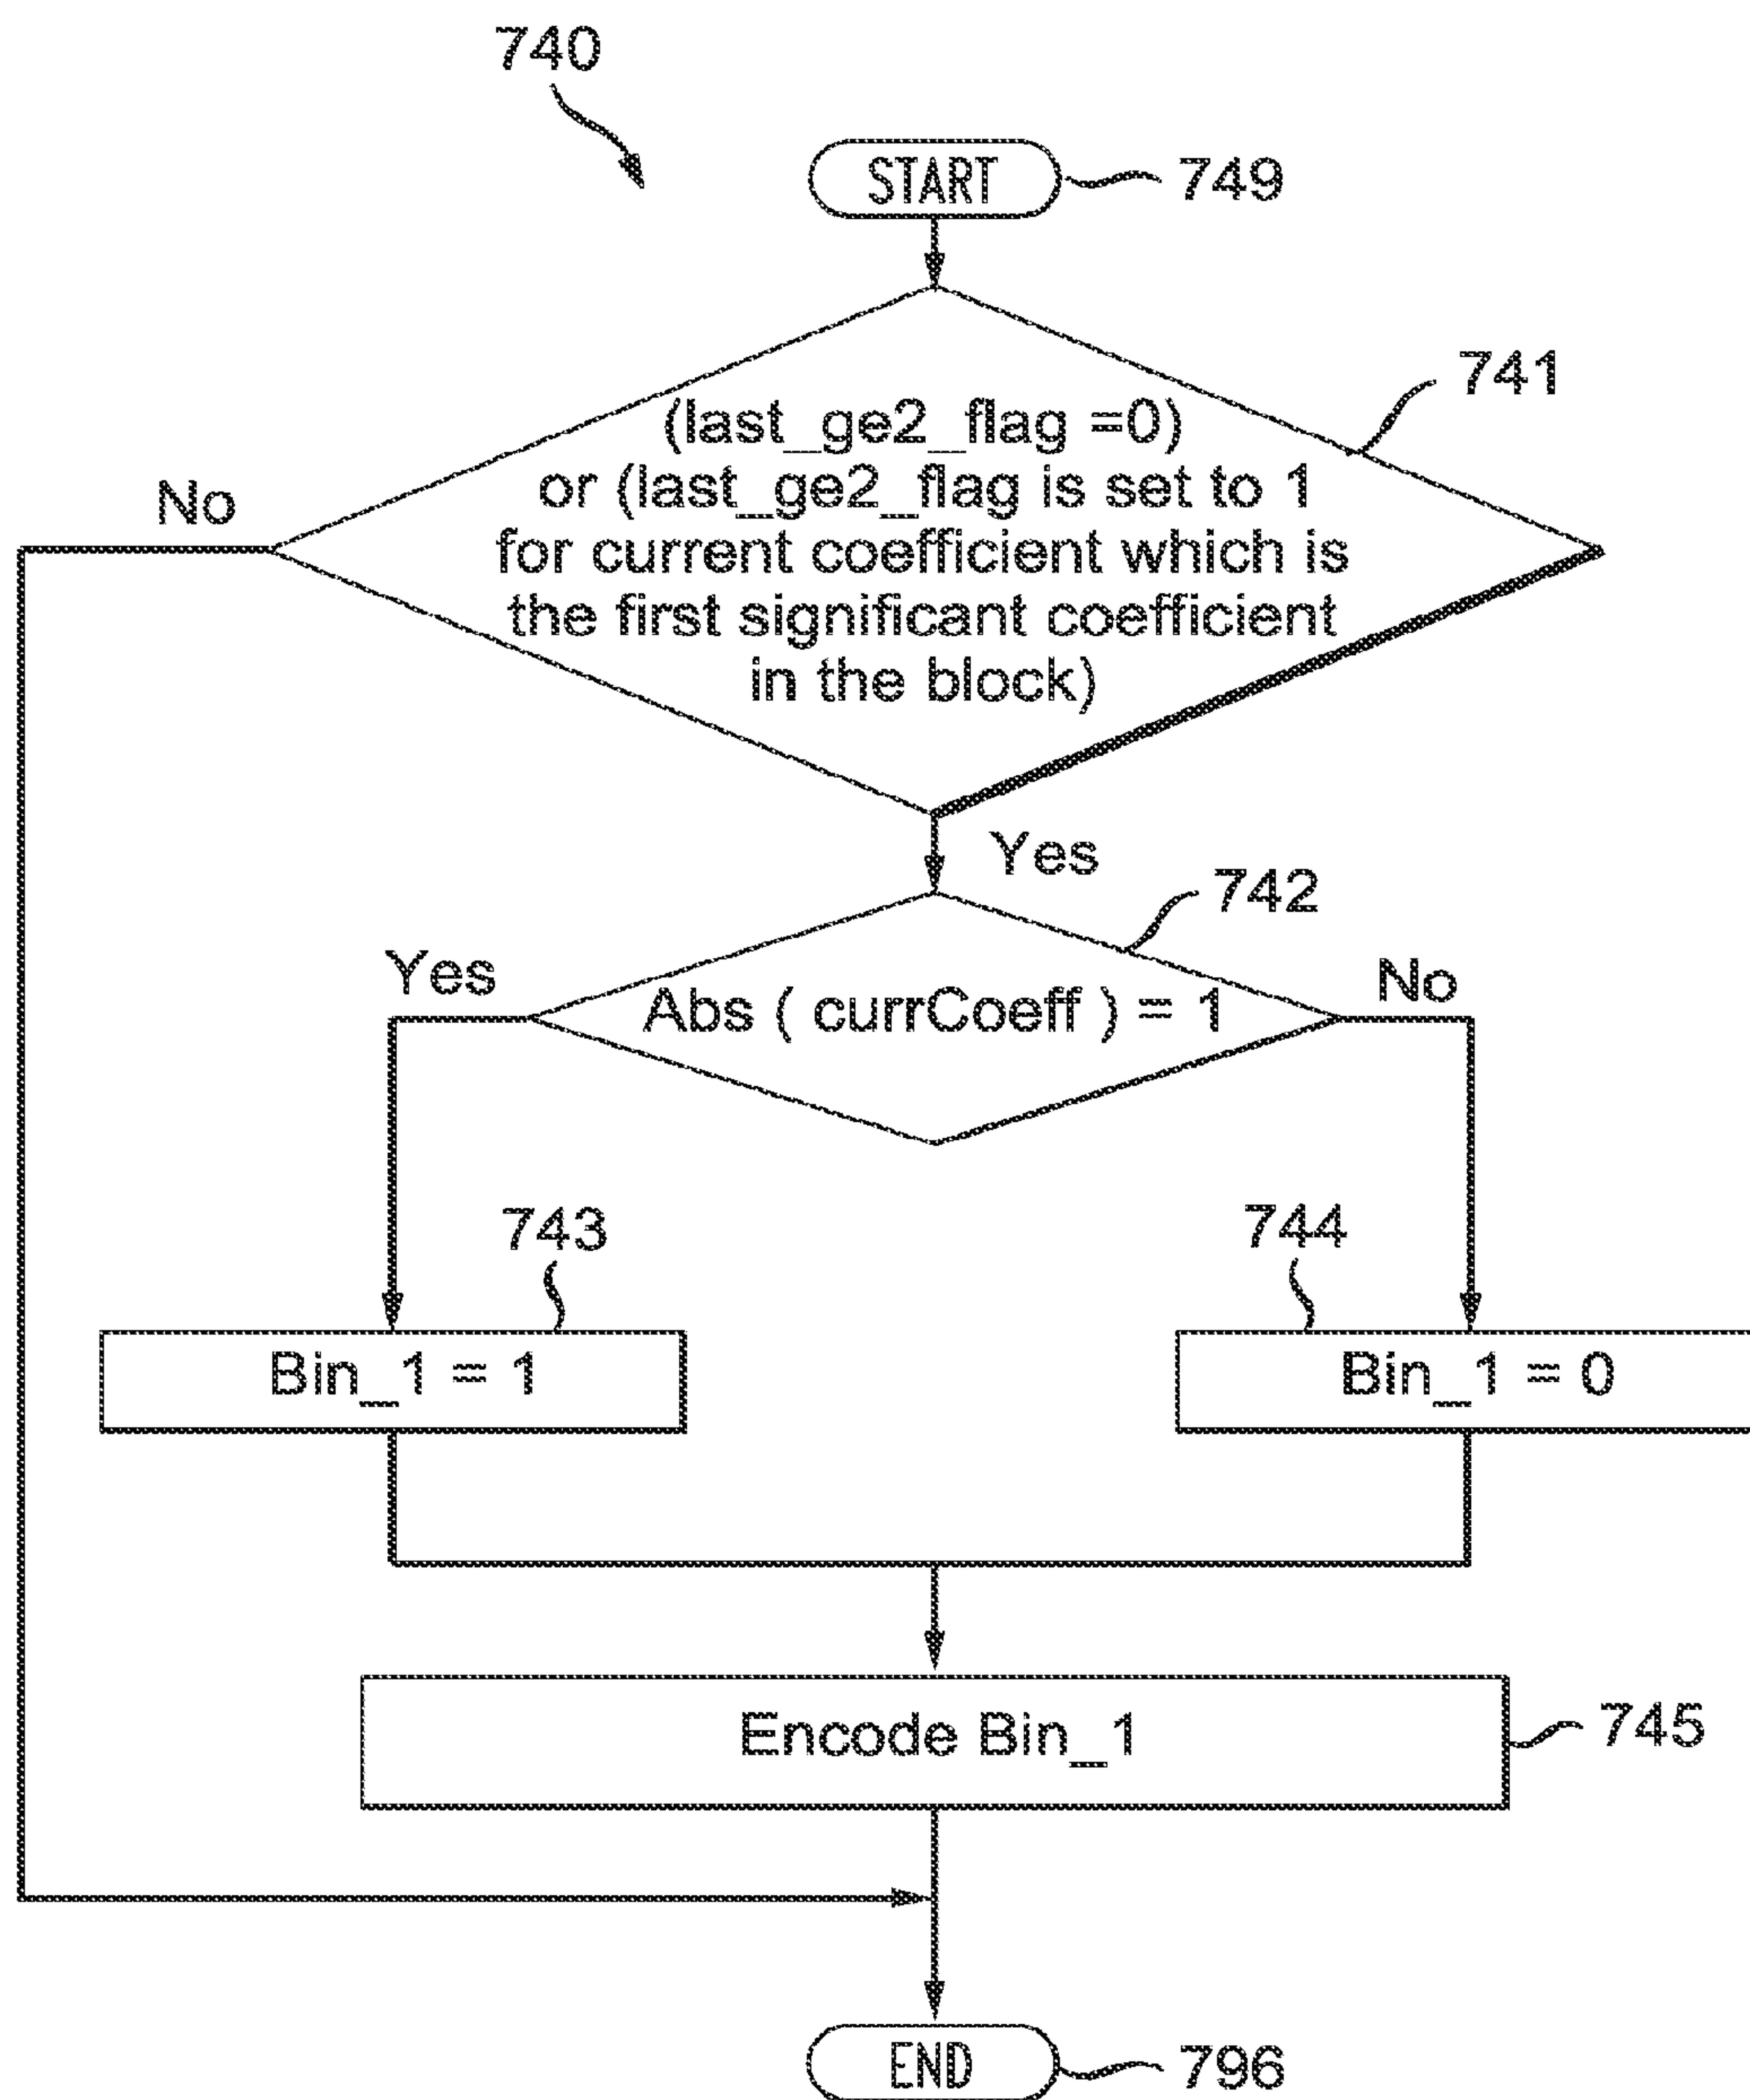 740
START
749
741
(last_ge2_flag =0)
or (last_ge2_flag is set to 1
for current coefficient which is
the first significant coefficient
in the block)
No
Yes
742
Yes
No
Abs ( currCoeff ) = 1
743
744
Bin_1 = 1
Bin_1 = 0
Encode Bin_1
745
END
796